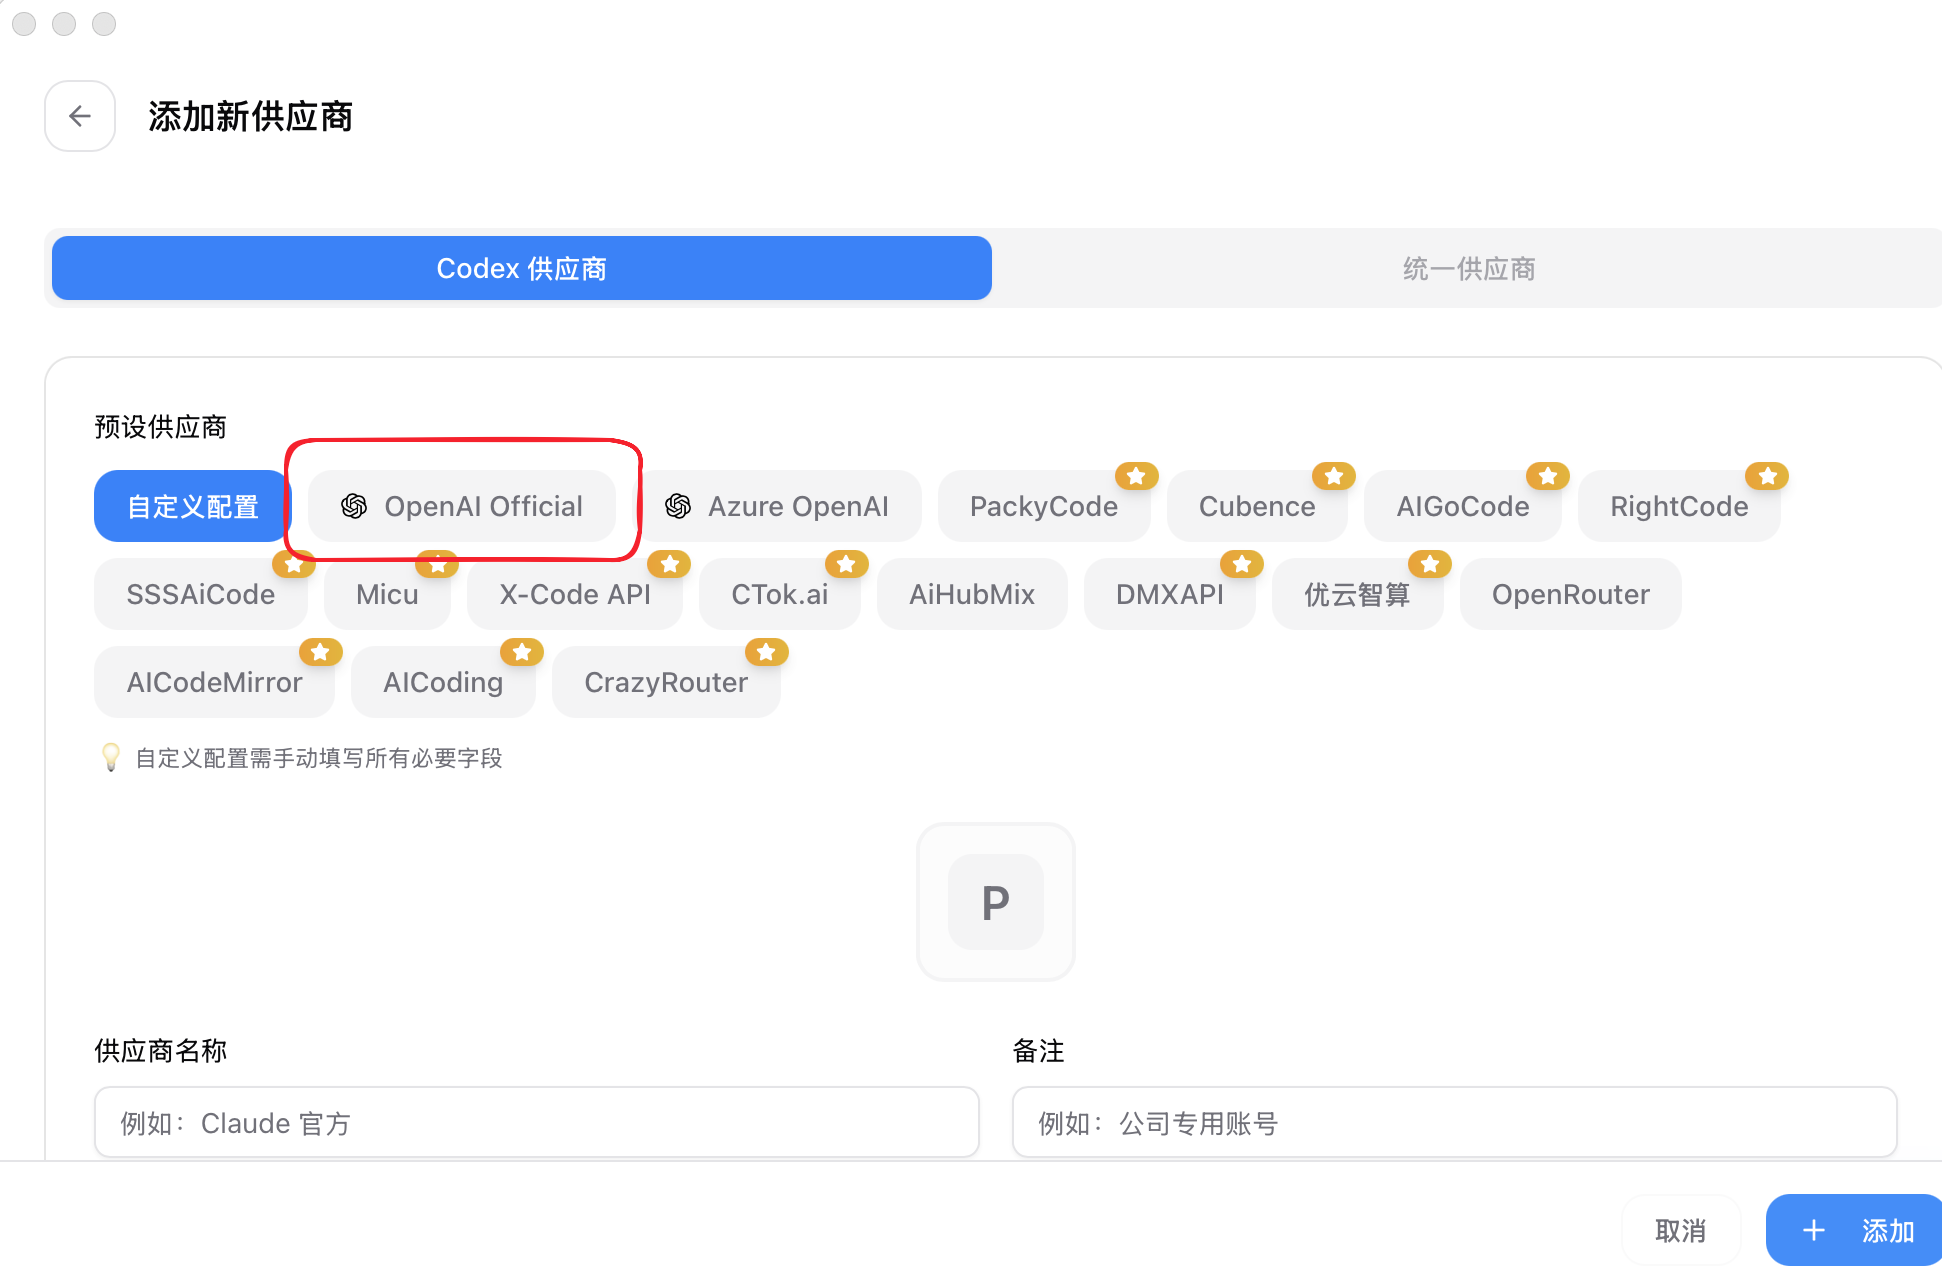 添加新供应商
Codex 供应商
统一供应商
预设供应商
自定义配置
OpenAI Official
Azure OpenAI
PackyCode
Cubence
AIGoCode
RightCode
SSSAiCode
Micu
X-Code API
CTok.ai
AiHubMix
DMXAPI
优云智算
OpenRouter
AICodeMirror
AICoding
CrazyRouter
自定义配置需手动填写所有必要字段
P
供应商名称
备注
例如：Claude 官方
例如：公司专用账号
取消
添加